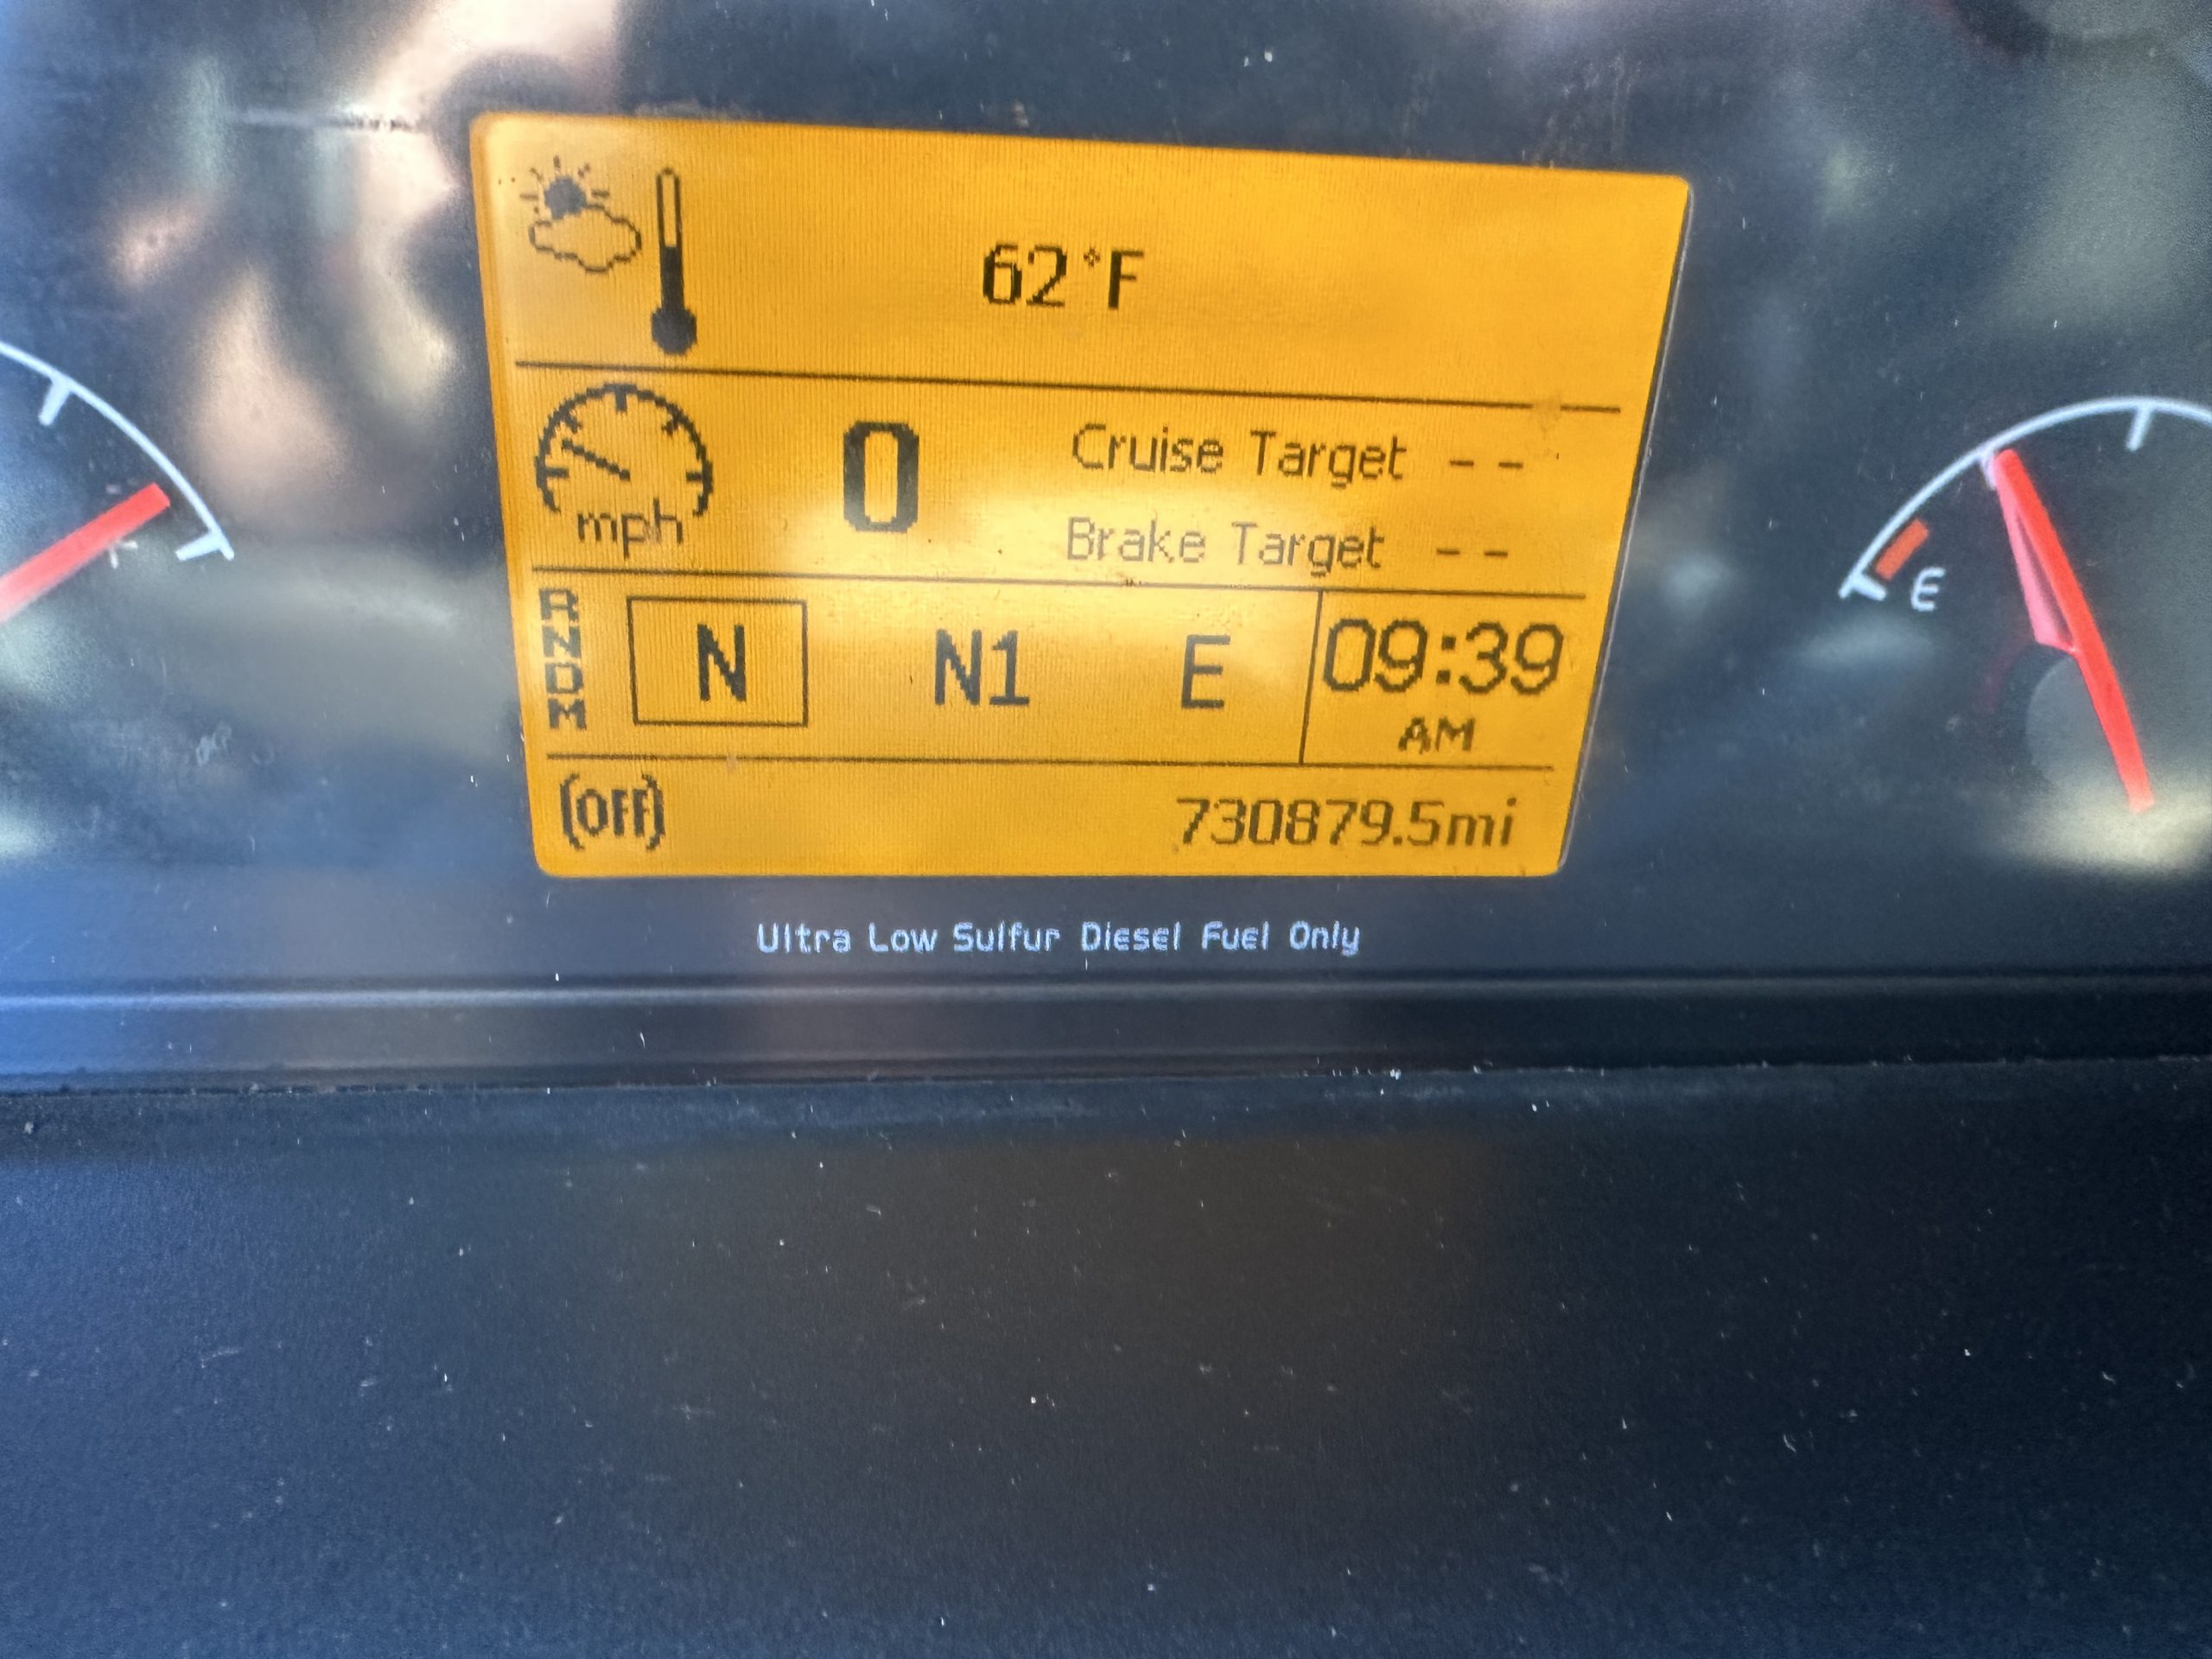 62°F
mph
0
Cruise Target --
Brake Target --
RNDM
N N1 E
09:39
AM
(OFF)
730879.5mi
E
Ultra Low Sulfur Diesel Fuel Only